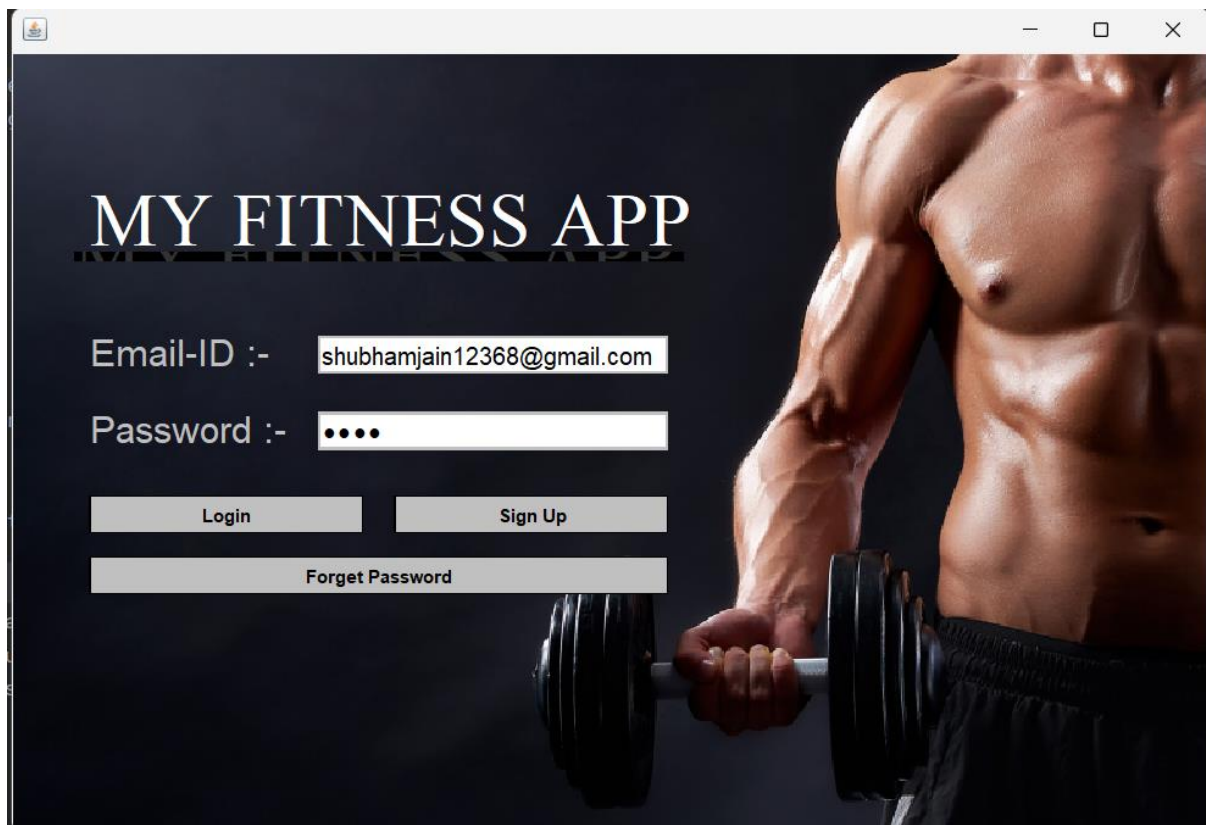 MY FITNESS APP
Email-ID :- shubhamjain12368@gmail.com
Password :- ••••
Login Sign Up
Forget Password